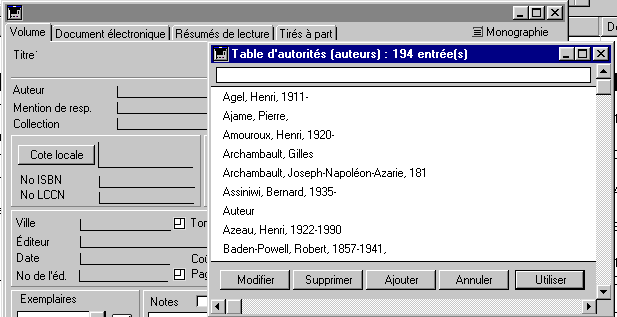 Volume Document électronique Résumés de lecture Tirés à part Monographie
Titre
Auteur
Mention de resp.
Collection
Cote locale
No ISBN
No LCCN
Ville
Éditeur
Date
No de l'éd.
Exemplaires
Notes
Table d'autorités (auteurs) : 194 entrée(s)
Agel, Henri, 1911-
Ajame, Pierre,
Amouroux, Henri, 1920-
Archambault, Gilles
Archambault, Joseph-Napoléon-Azarie, 181
Assiniwi, Bernard, 1935-
Auteur
Azeau, Henri, 1922-1990
Baden-Powell, Robert, 1857-1941,
Modifier Supprimer Ajouter Annuler Utiliser